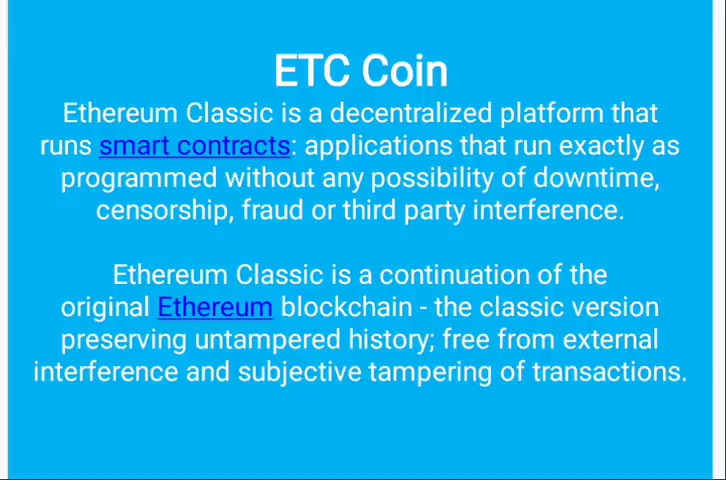 ETC Coin
Ethereum Classic is a decentralized platform that
runs smart contracts: applications that run exactly as
programmed without any possibility of downtime,
censorship, fraud or third party interference.
Ethereum Classic is a continuation of the
original Ethereum blockchain - the classic version
preserving untampered history; free from external
interference and subjective tampering of transactions.